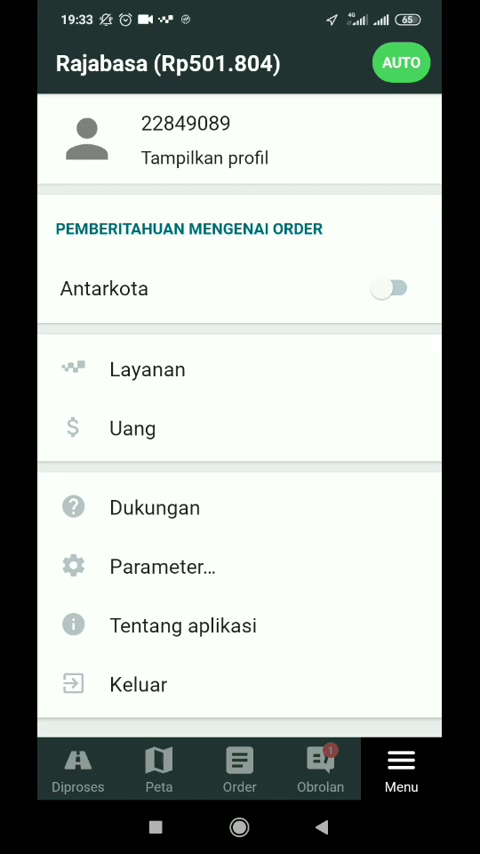 19:33
4G
65
Rajabasa (Rp501.804)
AUTO
22849089
Tampilkan profil
PEMBERITAHUAN MENGENAI ORDER
Antarkota
Layanan
Uang
Dukungan
Parameter...
Tentang aplikasi
Keluar
1
Diproses
Peta
Order
Obrolan
Menu